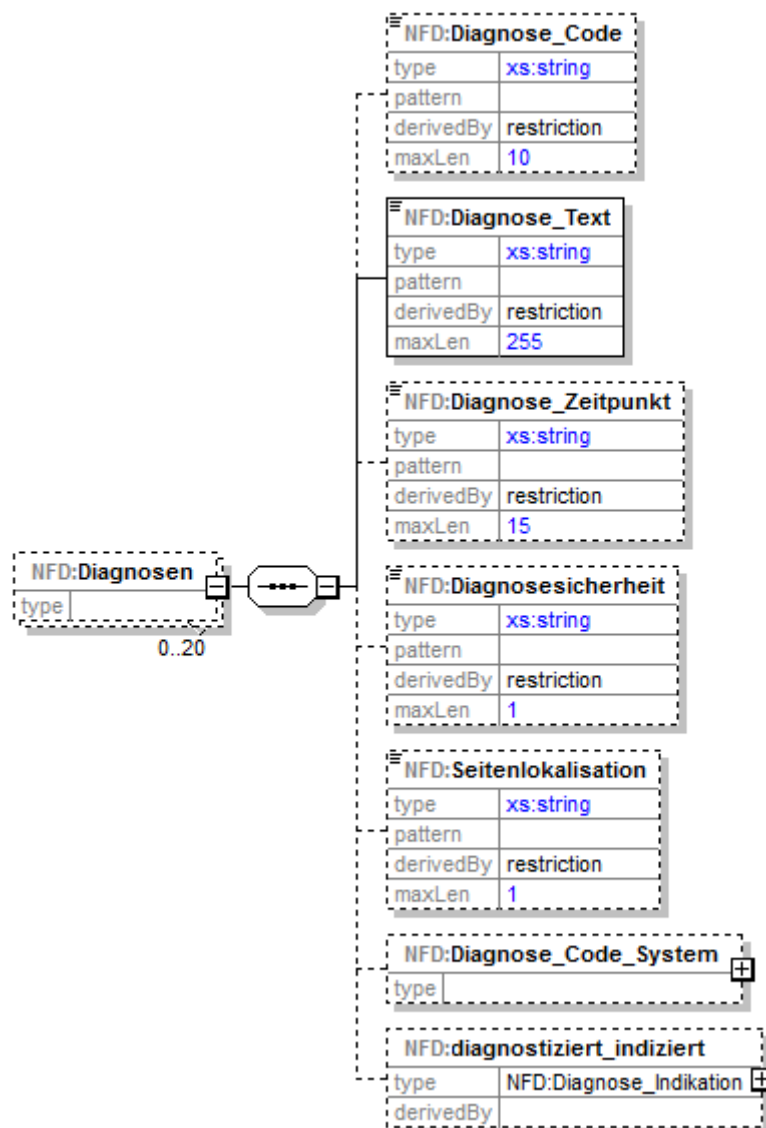 NFD:Diagnose_Code
type xs:string
pattern
derivedBy restriction
maxLen 10
NFD:Diagnose_Text
type xs:string
pattern
derivedBy restriction
maxLen 255
NFD:Diagnose_Zeitpunkt
type xs:string
pattern
derivedBy restriction
maxLen 15
NFD:Diagnosen
type
0..20
NFD:Diagnosesicherheit
type xs:string
pattern
derivedBy restriction
maxLen 1
NFD:Seitenlokalisation
type xs:string
pattern
derivedBy restriction
maxLen 1
NFD:Diagnose_Code_System
type
NFD:diagnostiziert_indiziert
type NFD:Diagnose_Indikation
derivedBy